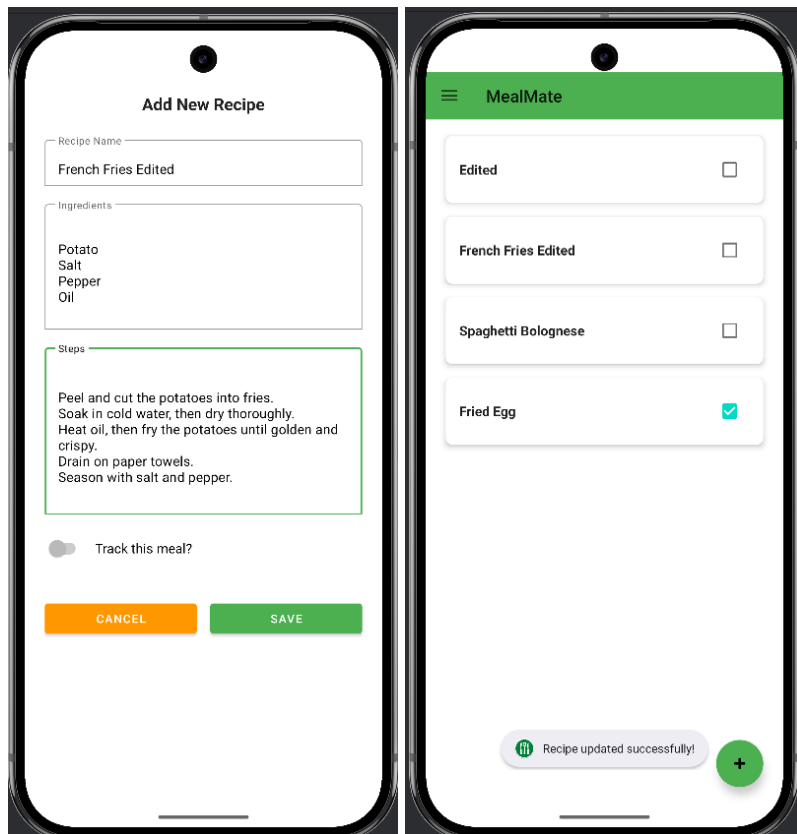 Add New Recipe
Recipe Name
French Fries Edited
Ingredients
Potato
Salt
Pepper
Oil
Steps
Peel and cut the potatoes into fries.
Soak in cold water, then dry thoroughly.
Heat oil, then fry the potatoes until golden and
crispy.
Drain on paper towels.
Season with salt and pepper.
Track this meal?
CANCEL
SAVE
MealMate
Edited
French Fries Edited
Spaghetti Bolognese
Fried Egg
Recipe updated successfully!
+